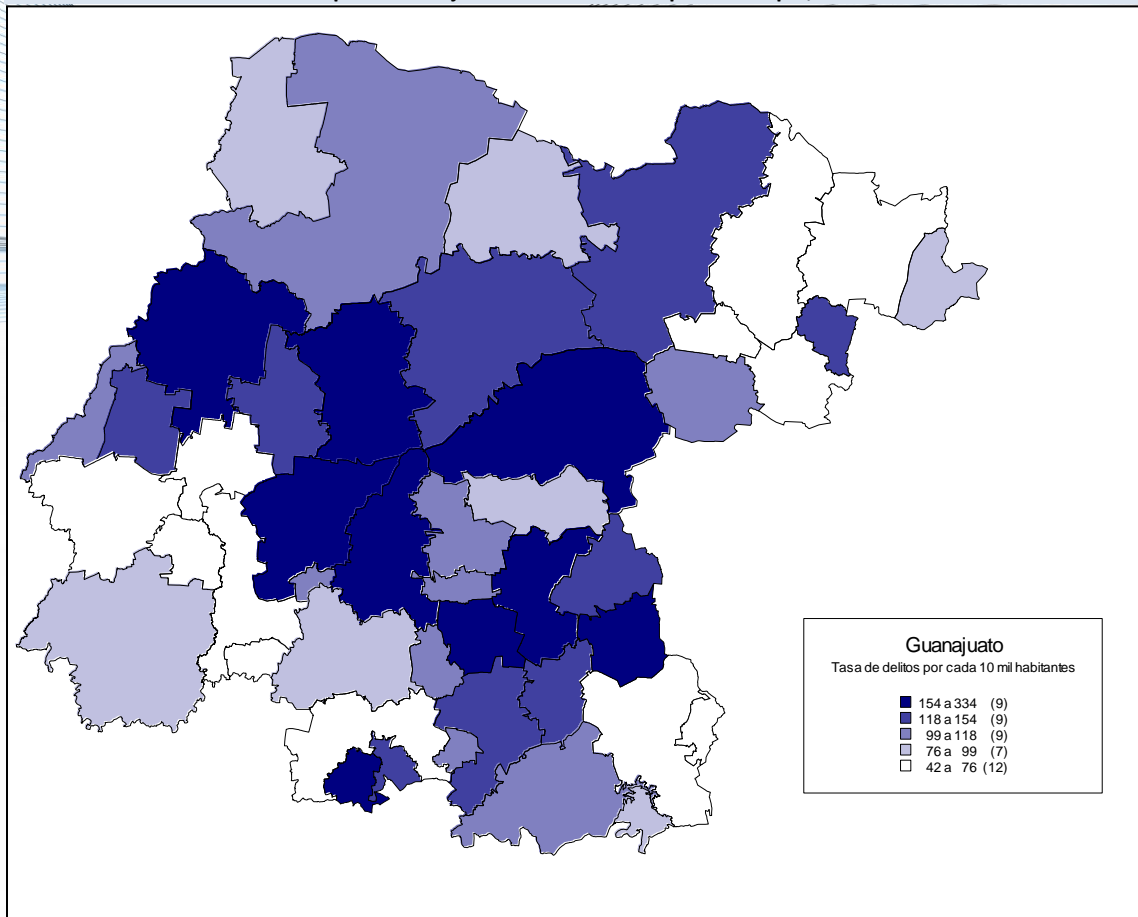 Guanajuato
Tasa de delitos por cada 10 mil habitantes
154 a 334 (9)
118 a 154 (9)
99 a 118 (9)
76 a 99 (7)
42 a 76 (12)